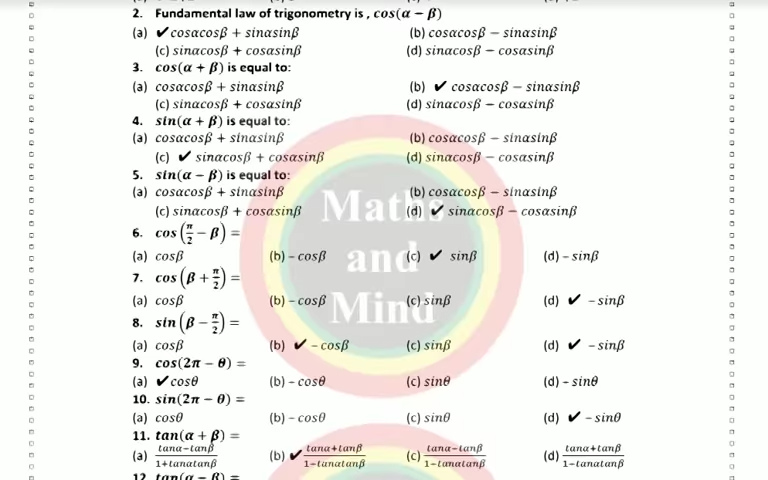 2. Fundamental law of trigonometry is , cos(α − β)
(a) ✔cosαcosβ + sinαsinβ (b) cosαcosβ − sinαsinβ
(c) sinαcosβ + cosαsinβ (d) sinαcosβ − cosαsinβ
3. cos(α + β) is equal to:
(a) cosαcosβ + sinαsinβ (b) ✔ cosαcosβ − sinαsinβ
(c) sinαcosβ + cosαsinβ (d) sinαcosβ − cosαsinβ
4. sin(α + β) is equal to:
(a) cosαcosβ + sinαsinβ (b) cosαcosβ − sinαsinβ
(c) ✔ sinαcosβ + cosαsinβ (d) sinαcosβ − cosαsinβ
5. sin(α − β) is equal to:
(a) cosαcosβ + sinαsinβ (b) cosαcosβ − sinαsinβ
(c) sinαcosβ + cosαsinβ (d) ✔ sinαcosβ − cosαsinβ
Maths
and
Mind
6. cos(π/2 − β) =
(a) cosβ (b) - cosβ (c) ✔ sinβ (d) - sinβ
7. cos(β + π/2) =
(a) cosβ (b) - cosβ (c) sinβ (d) ✔ - sinβ
8. sin(β − π/2) =
(a) cosβ (b) ✔ - cosβ (c) sinβ (d) ✔ - sinβ
9. cos(2π − θ) =
(a) ✔cosθ (b) - cosθ (c) sinθ (d) - sinθ
10. sin(2π − θ) =
(a) cosθ (b) - cosθ (c) sinθ (d) ✔ - sinθ
11. tan(α + β) =
(a) tanα−tanβ/1+tanαtanβ (b) ✔ tanα+tanβ/1−tanαtanβ (c) tanα−tanβ/1−tanαtanβ (d) tanα+tanβ/1−tanαtanβ
12. tan(α − β) =